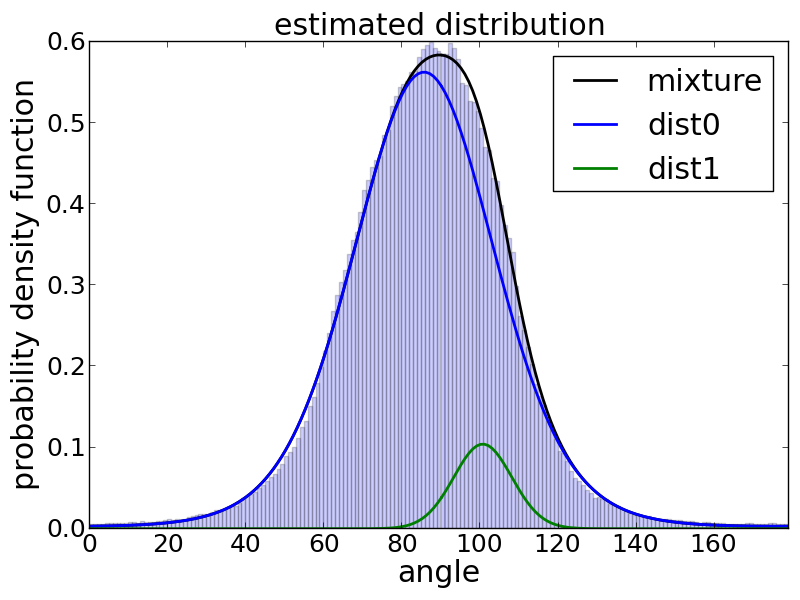 estimated distribution
probability density function
0.6
0.5
0.4
0.3
0.2
0.1
0.0
mixture
dist0
dist1
0 20 40 60 80 100 120 140 160
angle